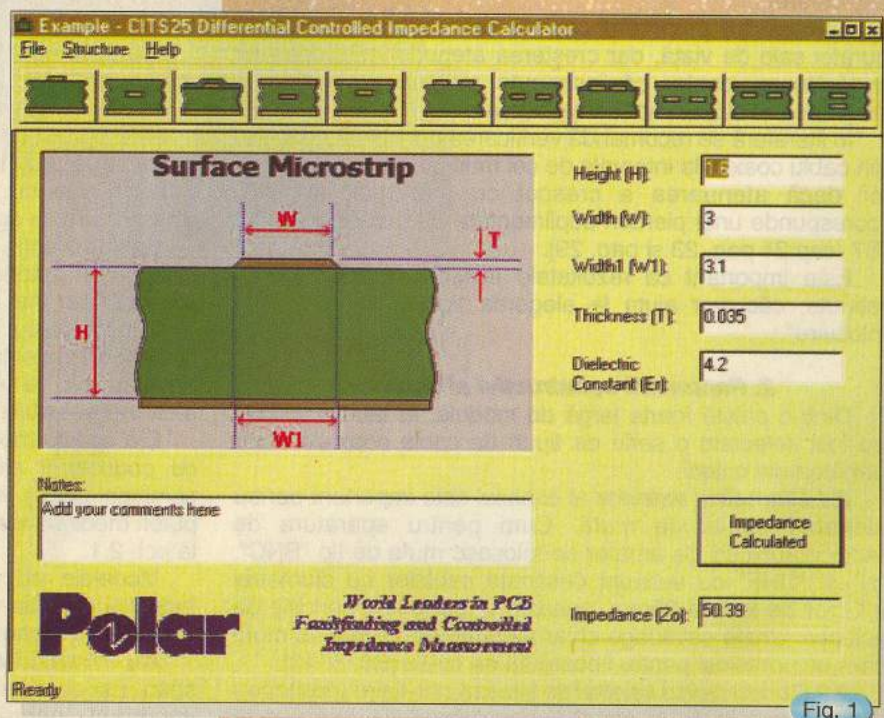 Example - CITS25 Differential Controlled Impedance Calculator
File Structure Help
Surface Microstrip
W
T
H
W1
Height (H):
1.6
Width (W):
3
Width1 (W1):
3.1
Thickness (T):
0.035
Dielectric
Constant (Er):
4.2
Notes:
Add your comments here
Impedance
Calculated
Polar
World Leaders in PCB
Faultfinding and Controlled
Impedance Measurement
Impedance (Zo):
50.39
Ready
Fig. 1